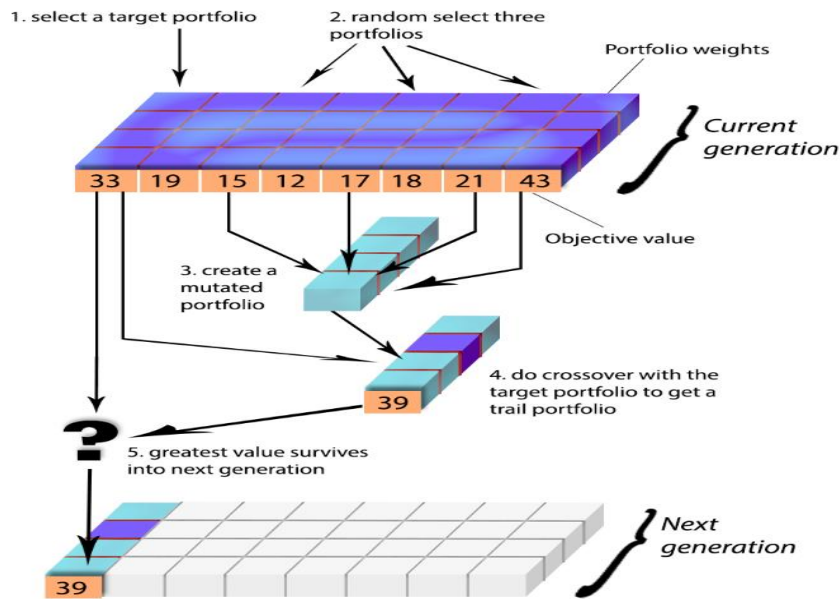 1. select a target portfolio
2. random select three
portfolios
Portfolio weights
Current
generation
33 19 15 12 17 18 21 43
Objective value
3. create a
mutated
portfolio
4. do crossover with the
target portfolio to get a
trail portfolio
39
?
5. greatest value survives
into next generation
Next
generation
39